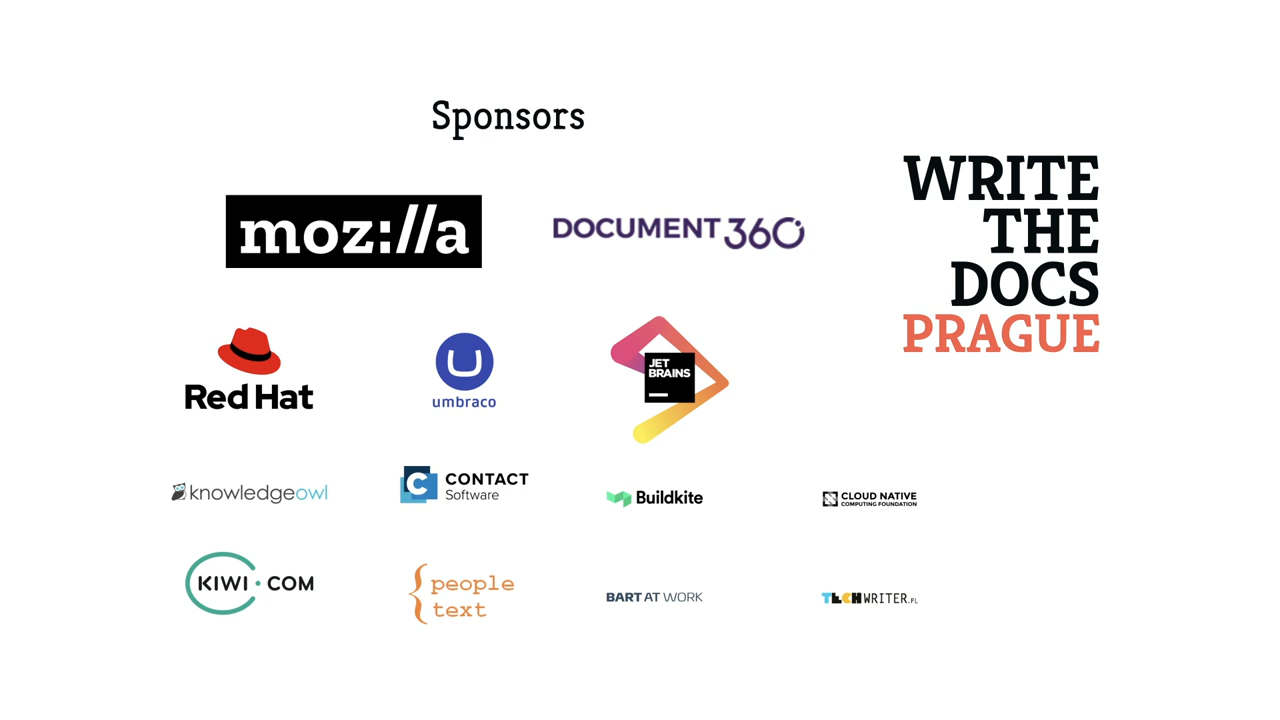 Sponsors
WRITE
THE
DOCS
PRAGUE
moz://a
DOCUMENT360
Red Hat
umbraco
JET
BRAINS
knowledgeowl
C CONTACT
Software
Buildkite
CLOUD NATIVE
COMPUTING FOUNDATION
KIWI.COM
{people
text
BART AT WORK
TECHWRITER.PL